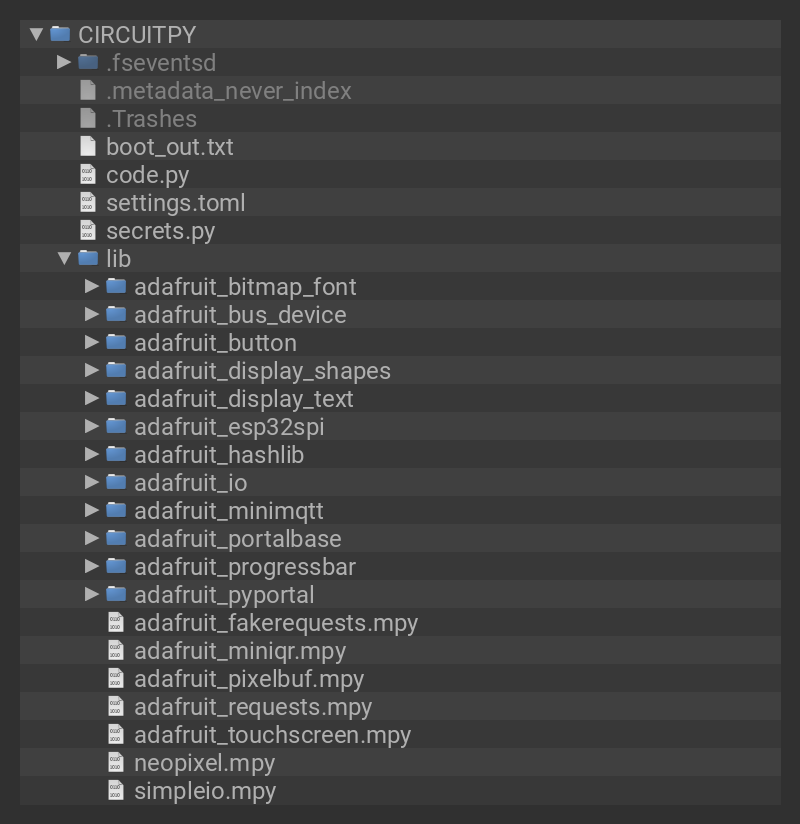 CIRCUITPY
.fseventsd
.metadata_never_index
.Trashes
boot_out.txt
code.py
settings.toml
secrets.py
lib
adafruit_bitmap_font
adafruit_bus_device
adafruit_button
adafruit_display_shapes
adafruit_display_text
adafruit_esp32spi
adafruit_hashlib
adafruit_io
adafruit_minimqtt
adafruit_portalbase
adafruit_progressbar
adafruit_pyportal
adafruit_fakerequests.mpy
adafruit_miniqr.mpy
adafruit_pixelbuf.mpy
adafruit_requests.mpy
adafruit_touchscreen.mpy
neopixel.mpy
simpleio.mpy